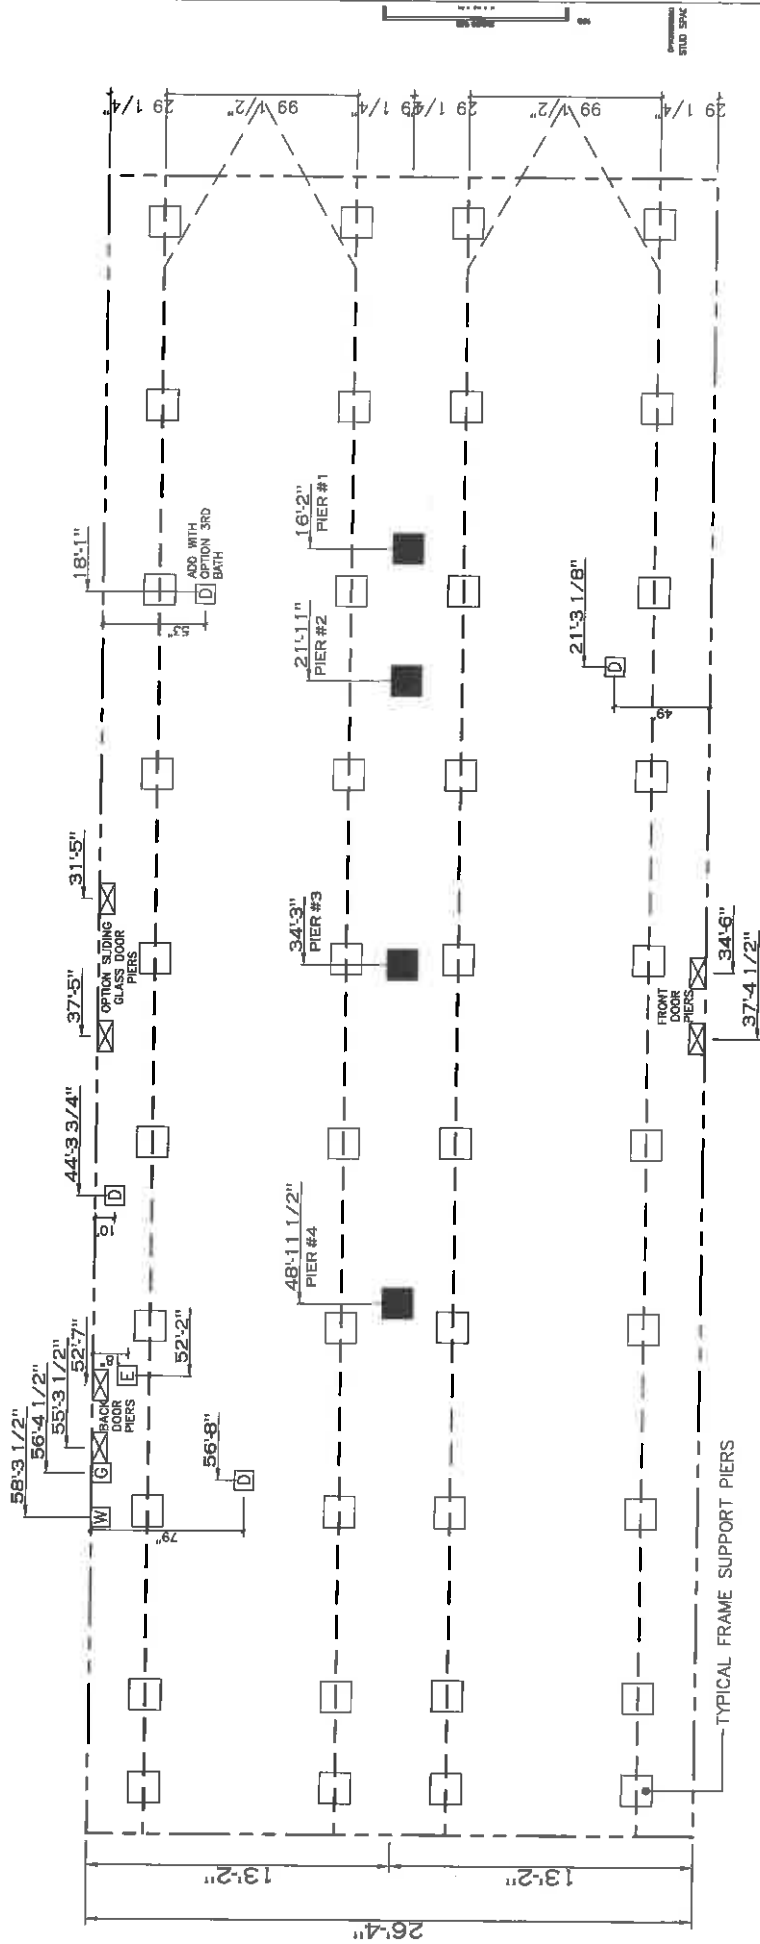 STUD SPAC
29 1/4"
99 1/2"
29 1/4"
29 1/4"
99 1/2"
29 1/4"
18'-1"
ADD WITH
OPTION 3RD
BATH
D
53"
16'-2"
PIER #1
21'-11"
PIER #2
21'-3 1/8"
D
49"
31'-5"
37'-5"
OPTION SLIDING
GLASS DOOR
PIERS
34'-3"
PIER #3
FRONT
DOOR
PIERS
34'-6"
37'-4 1/2"
44'-3 3/4"
D
10"
48'-11 1/2"
PIER #4
52'-7"
55'-3 1/2"
56'-4 1/2"
58'-3 1/2"
BACK
DOOR
PIERS
E
52'-2"
G
W
56'-8"
D
79"
TYPICAL FRAME SUPPORT PIERS
13'-2"
13'-2"
26'-4"